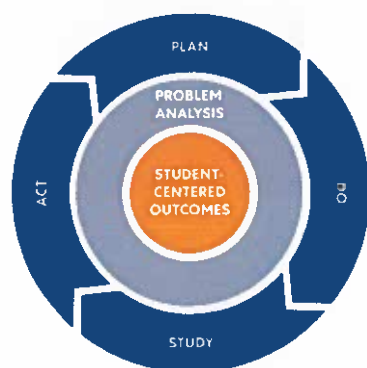 PLAN
PROBLEM
ANALYSIS
STUDENT-
CENTERED
OUTCOMES
ACT
DO
STUDY